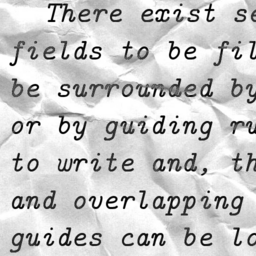 There exist se
fields to be fil
be surrounded by
or by guiding ru
to write and, th
and overlapping
guides can be lo